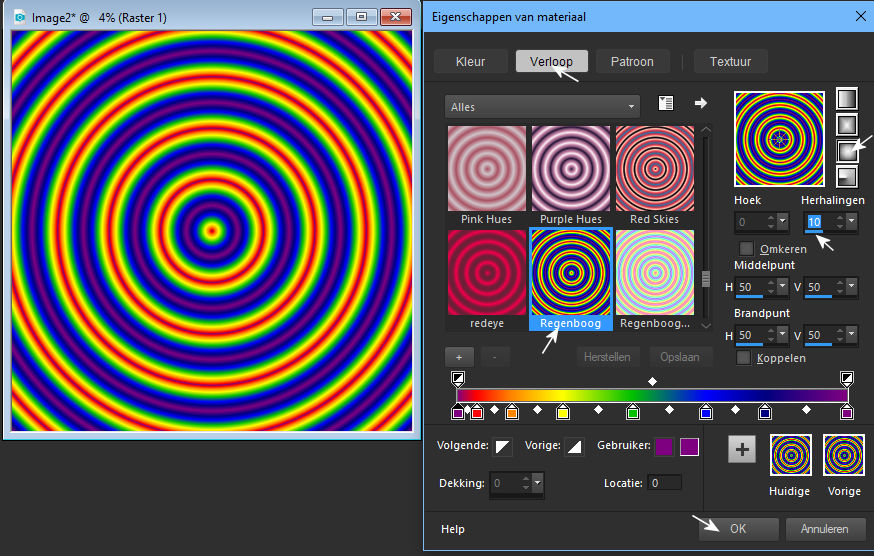 Image2* @   4% (Raster 1)
Eigenschappen van materiaal
Kleur Verloop Patroon Textuur
Alles
Pink Hues Purple Hues Red Skies
redeye Regenboog Regenboog...
Hoek Herhalingen
0 10
Omkeren
Middelpunt
H 50 V 50
Brandpunt
H 50 V 50
Koppelen
+ - Herstellen Opslaan
Volgende: Vorige: Gebruiker:
Dekking: 0 Locatie: 0
+
Huidige Vorige
Help OK Annuleren